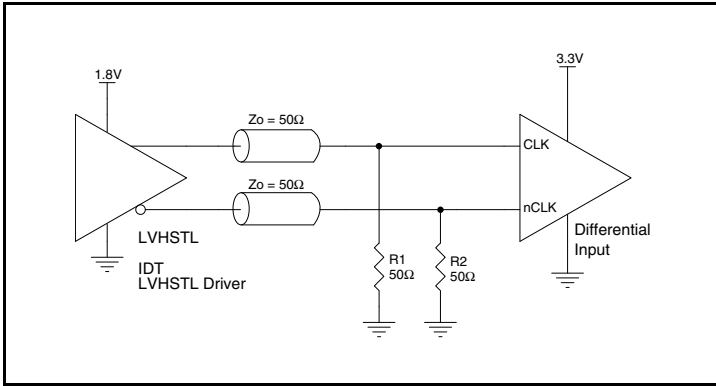 1.8V
3.3V
Zo = 50Ω
CLK
Zo = 50Ω
nCLK
LVHSTL
IDT
LVHSTL Driver
R1
50Ω
R2
50Ω
Differential
Input